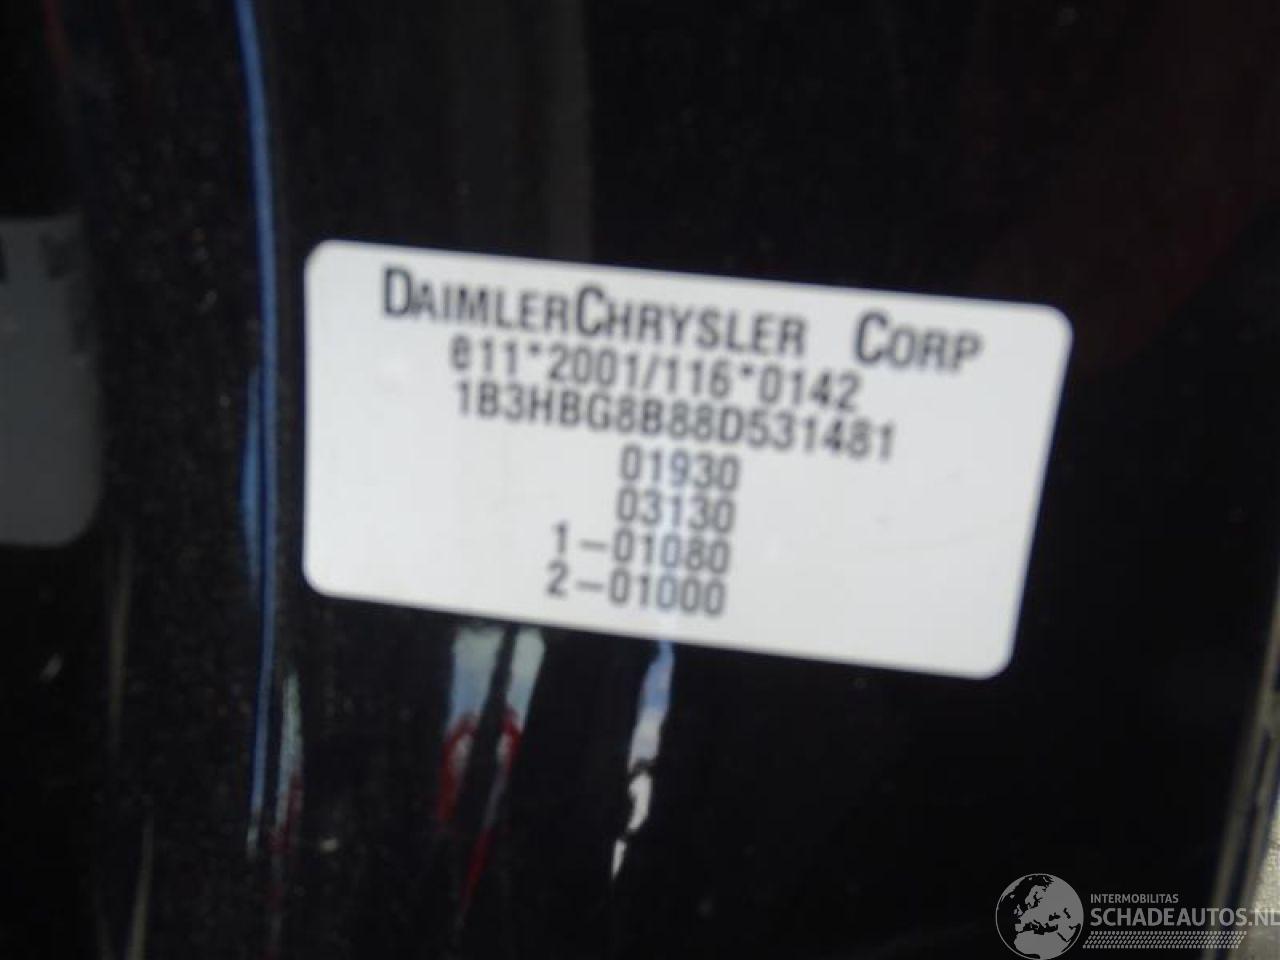 DAIMLERCHRYSLER CORP
e11*2001/116*0142
1B3HBG8B88D531481
01930
03130
1-01080
2-01000
INTERMOBILITAS
SCHADEAUTOS.NL